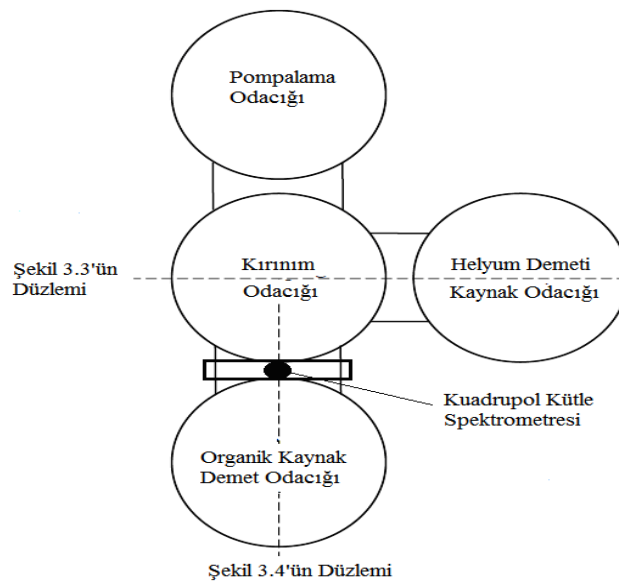 Pompalama
Odacığı
Şekil 3.3'ün
Düzlemi
Kırınım
Odacığı
Helyum Demeti
Kaynak Odacığı
Kuadrupol Kütle
Spektrometresi
Organik Kaynak
Demet Odacığı
Şekil 3.4'ün Düzlemi